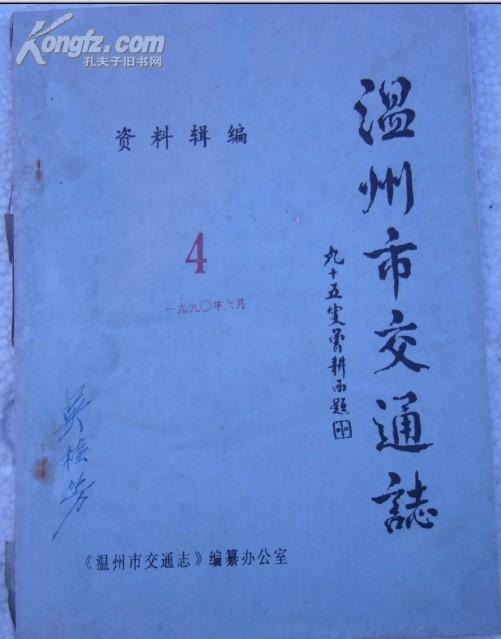 Kongfz.com
孔夫子旧书网
温州市交通誌
九十五叟曾耕西题
资料辑编
4
一九九〇年六月
《温州市交通志》编纂办公室